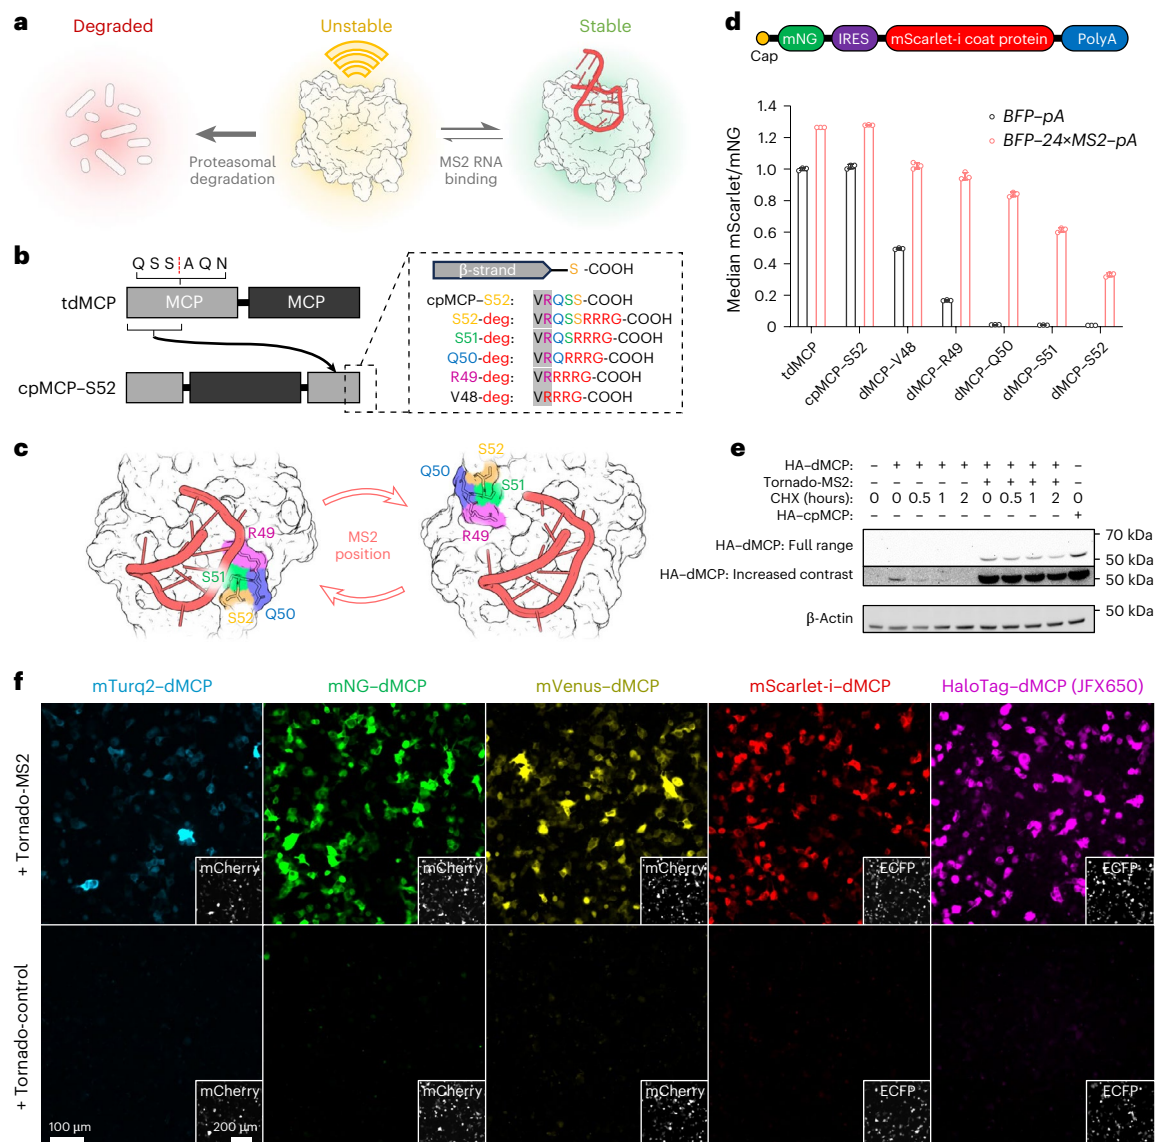 a
Degraded
Unstable
Stable
Proteasomal
degradation
MS2 RNA
binding
b
Q S S A Q N
tdMCP
MCP
MCP
cpMCP–S52
β-strand
S -COOH
cpMCP–S52: VRQSS-COOH
S52-deg: VRQSSRRRG-COOH
S51-deg: VRQSRRRG-COOH
Q50-deg: VRQRRRG-COOH
R49-deg: VRRRRG-COOH
V48-deg: VRRRG-COOH
c
R49
S51
S52
Q50
MS2
position
S52
Q50
S51
R49
d
Cap
mNG
IRES
mScarlet-i coat protein
PolyA
Median mScarlet/mNG
1.4
1.2
1.0
0.8
0.6
0.4
0.2
0
BFP–pA
BFP–24×MS2–pA
tdMCP
cpMCP–S52
dMCP–V48
dMCP–R49
dMCP–Q50
dMCP–S51
dMCP–S52
e
HA–dMCP: – + + + + + + + + –
Tornado-MS2: – – – – – + + + + –
CHX (hours): 0 0 0.5 1 2 0 0.5 1 2 0
HA–cpMCP: – – – – – – – – – +
HA–dMCP: Full range
HA–dMCP: Increased contrast
β-Actin
70 kDa
50 kDa
50 kDa
50 kDa
f
mTurq2–dMCP
mNG–dMCP
mVenus–dMCP
mScarlet-i–dMCP
HaloTag–dMCP (JFX650)
+ Tornado-MS2
mCherry
mCherry
mCherry
ECFP
ECFP
+ Tornado-control
mCherry
mCherry
mCherry
ECFP
ECFP
100 µm
200 µm